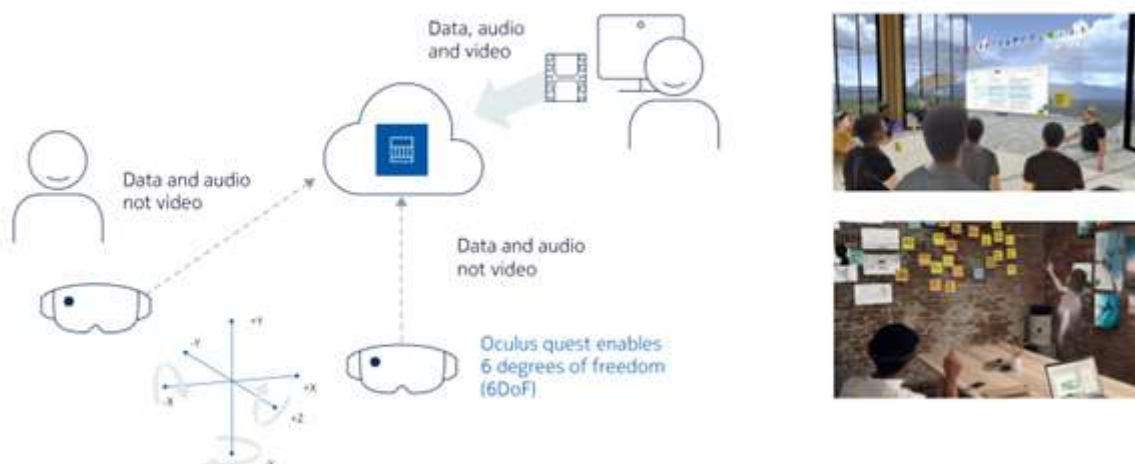 Data, audio
and video
Data and audio
not video
Data and audio
not video
Oculus quest enables
6 degrees of freedom
(6DoF)
+Y
-Y
+X
-X
+Z